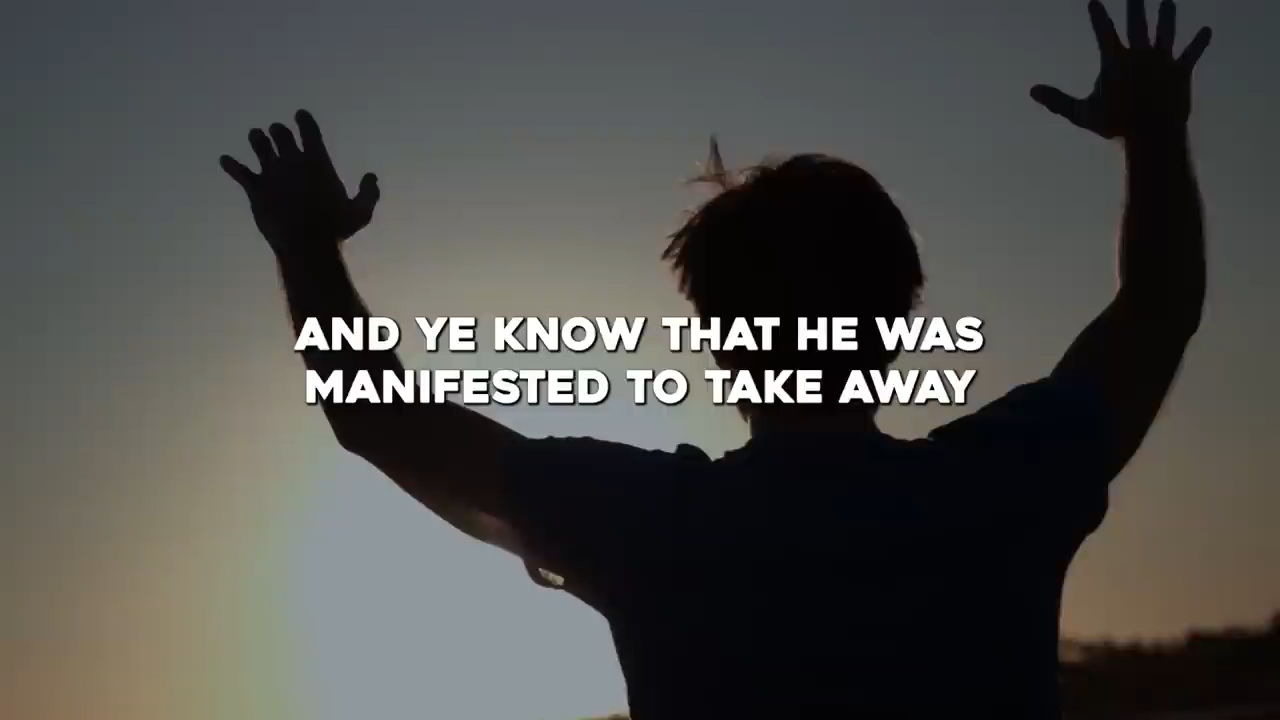 AND YE KNOW THAT HE WAS
MANIFESTED TO TAKE AWAY